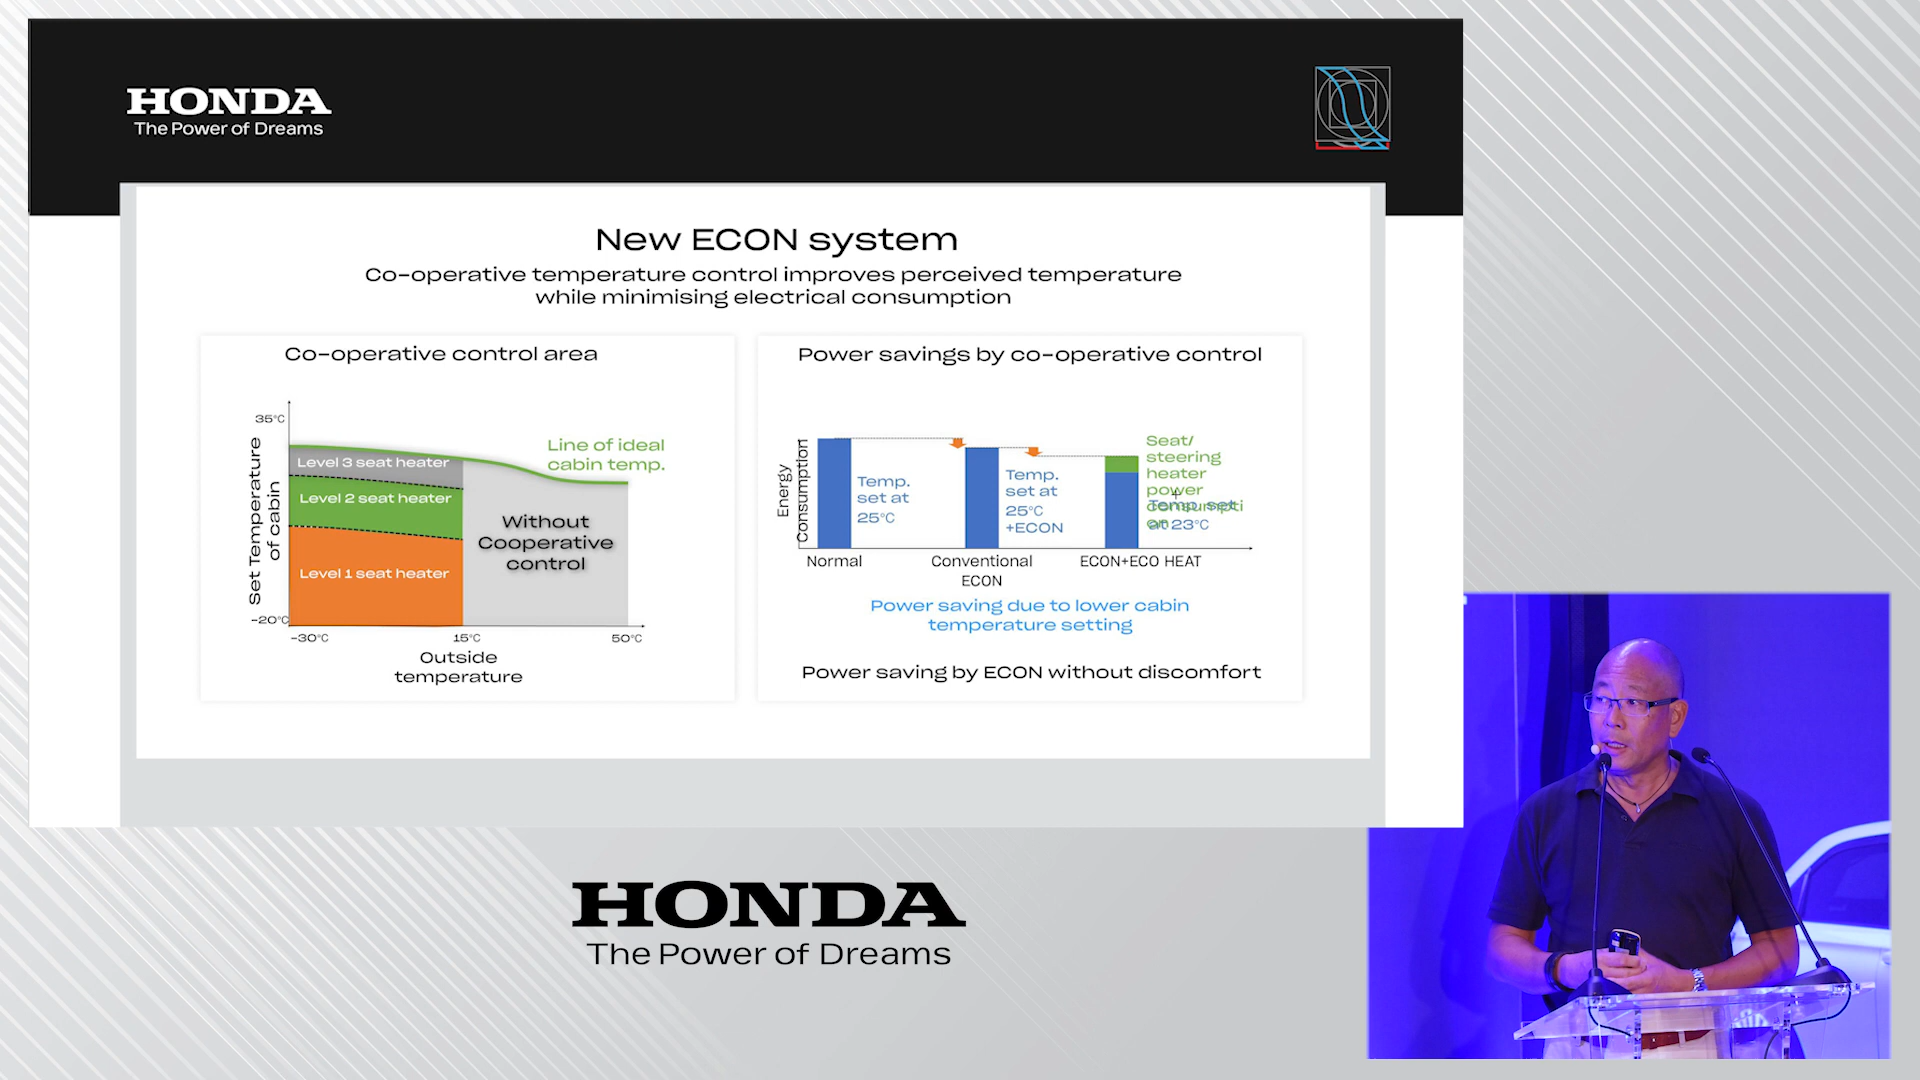 HONDA
The Power of Dreams
New ECON system
Co-operative temperature control improves perceived temperature
while minimising electrical consumption
Co-operative control area
35°C
Set Temperature
of cabin
-20°C
Level 3 seat heater
Level 2 seat heater
Level 1 seat heater
Line of ideal
cabin temp.
Without
Cooperative
control
-30°C
15°C
50°C
Outside
temperature
Power savings by co-operative control
Energy
Consumption
Temp.
set at
25°C
Temp.
set at
25°C
+ECON
Seat/
steering
heater
power
consumpti
on
+
Temp. set
at 23°C
Normal
Conventional
ECON
ECON+ECO HEAT
Power saving due to lower cabin
temperature setting
Power saving by ECON without discomfort
HONDA
The Power of Dreams